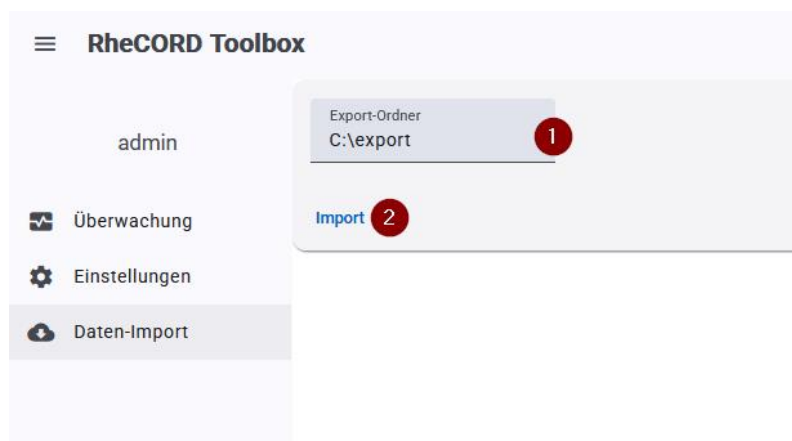 RheCORD Toolbox
admin
Überwachung
Einstellungen
Daten-Import
Export-Ordner
C:\export
1
Import
2